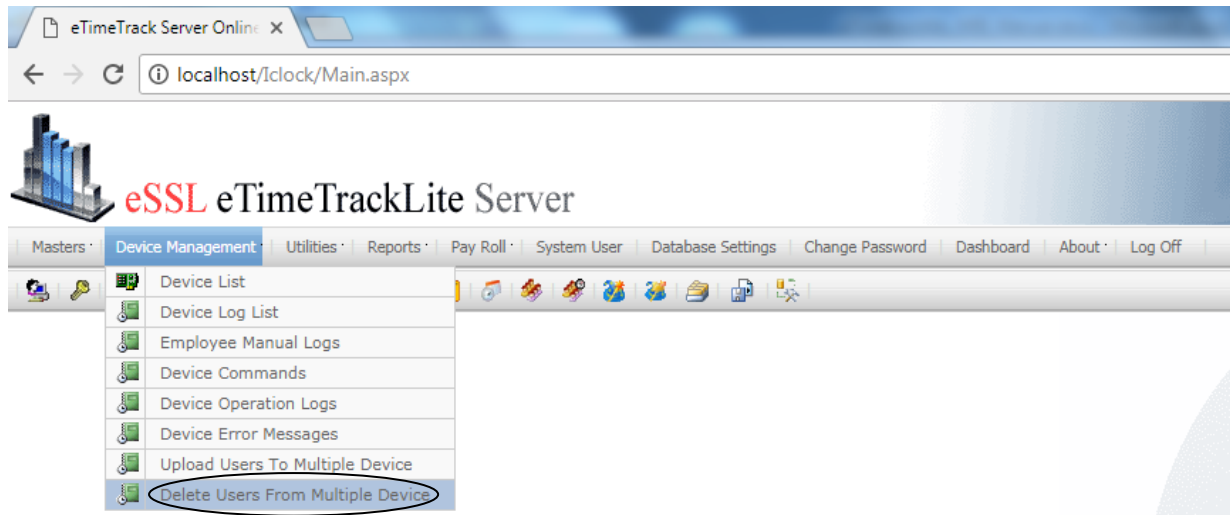 eTimeTrack Server Online
localhost/Iclock/Main.aspx
eSSL eTimeTrackLite Server
Masters Device Management Utilities Reports Pay Roll System User Database Settings Change Password Dashboard About Log Off
Device List
Device Log List
Employee Manual Logs
Device Commands
Device Operation Logs
Device Error Messages
Upload Users To Multiple Device
Delete Users From Multiple Device